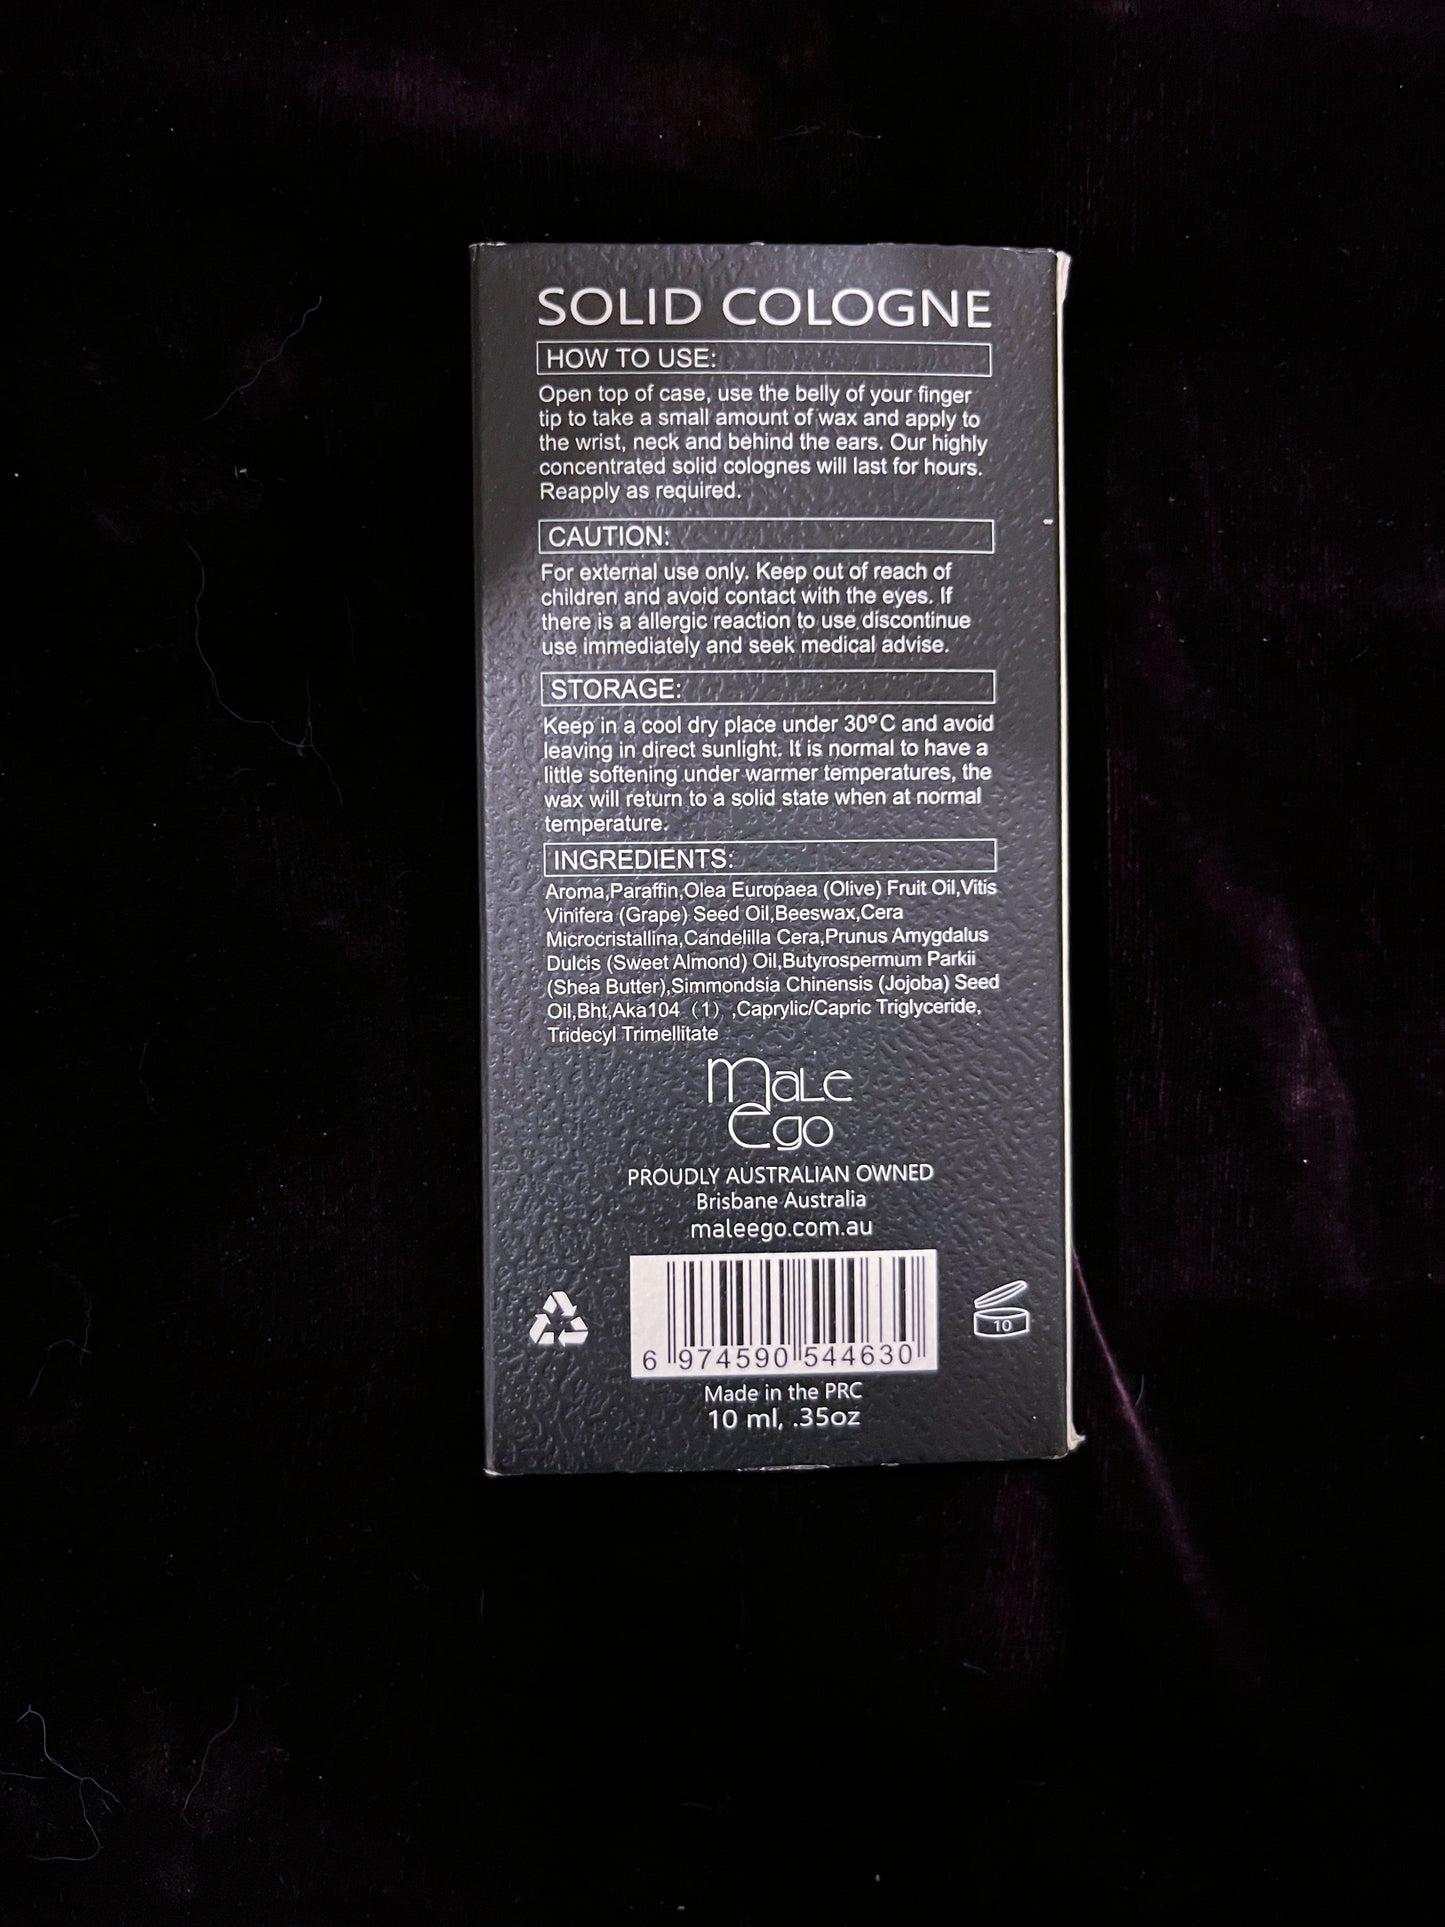 SOLID COLOGNE
HOW TO USE:
Open top of case, use the belly of your finger
tip to take a small amount of wax and apply to
the wrist, neck and behind the ears. Our highly
concentrated solid colognes will last for hours.
Reapply as required.
CAUTION:
For external use only. Keep out of reach of
children and avoid contact with the eyes. If
there is a allergic reaction to use discontinue
use immediately and seek medical advise.
STORAGE:
Keep in a cool dry place under 30°C and avoid
leaving in direct sunlight. It is normal to have a
little softening under warmer temperatures, the
wax will return to a solid state when at normal
temperature.
INGREDIENTS:
Aroma,Paraffin,Olea Europaea (Olive) Fruit Oil,Vitis
Vinifera (Grape) Seed Oil,Beeswax,Cera
Microcristallina,Candelilla Cera,Prunus Amygdalus
Dulcis (Sweet Almond) Oil,Butyrospermum Parkii
(Shea Butter),Simmondsia Chinensis (Jojoba) Seed
Oil,Bht,Aka104（1）,Caprylic/Capric Triglyceride,
Tridecyl Trimellitate
Male
Ego
PROUDLY AUSTRALIAN OWNED
Brisbane Australia
maleego.com.au
10
6 974590 544630
Made in the PRC
10 ml, .35oz